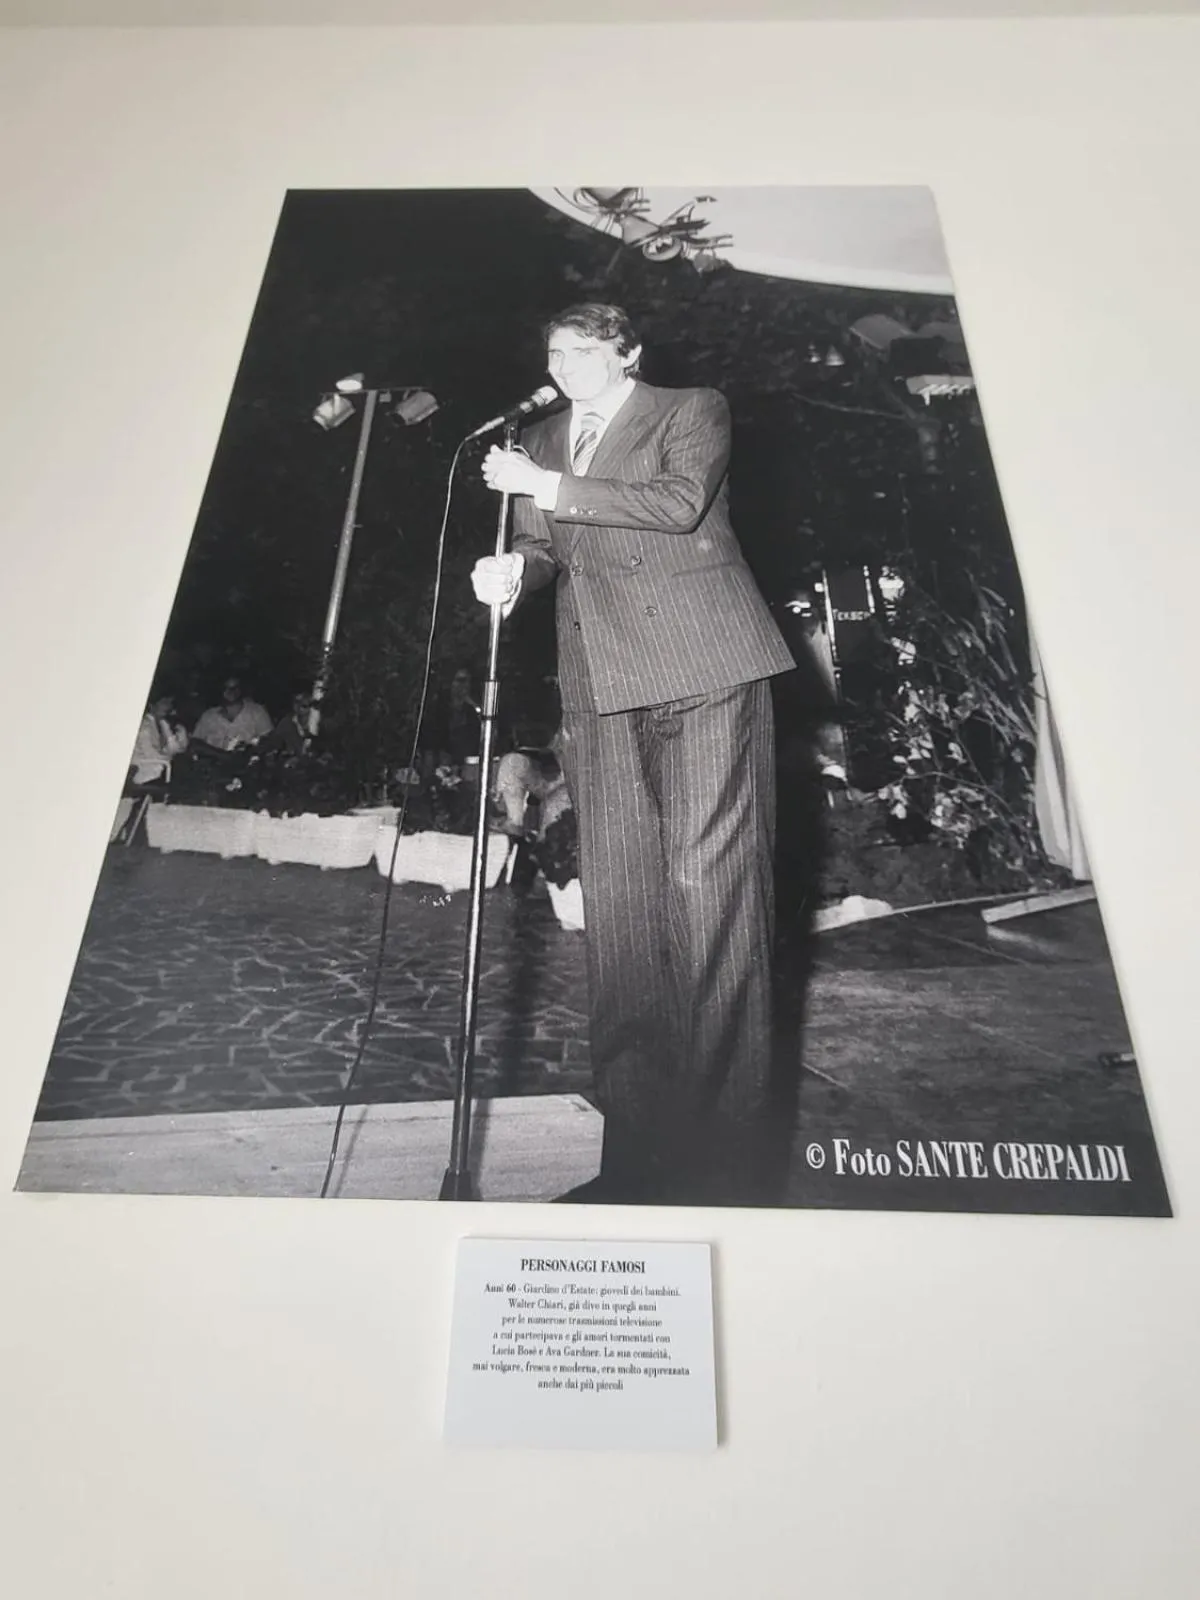 TEKSON
© Foto SANTE CREPALDI
PERSONAGGI FAMOSI
Anni 60 - Giardino d'Estate: giovedì dei bambini.
Walter Chiari, già divo in quegli anni
per le numerose trasmissioni televisione
a cui partecipava e gli amori tormentati con
Lucia Bosè e Ava Gardner. La sua comicità,
mai volgare, fresca e moderna, era molto apprezzata
anche dai più piccoli